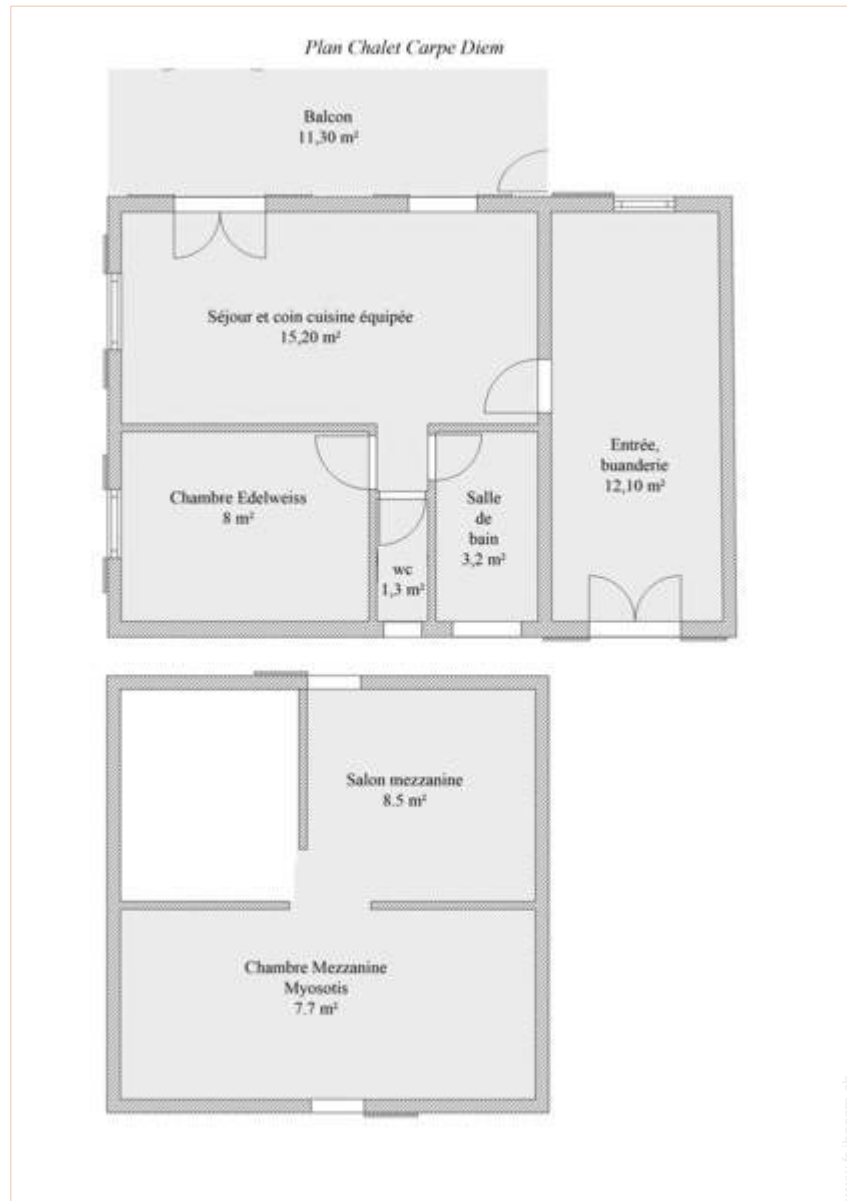 Plan Chalet Carpe Diem
Balcon
11,30 m²
Séjour et coin cuisine équipée
15,20 m²
Entrée,
buanderie
12,10 m²
Chambre Edelweiss
8 m²
Salle
de
bain
3,2 m²
wc
1,3 m²
Salon mezzanine
8.5 m²
Chambre Mezzanine
Myosotis
7.7 m²